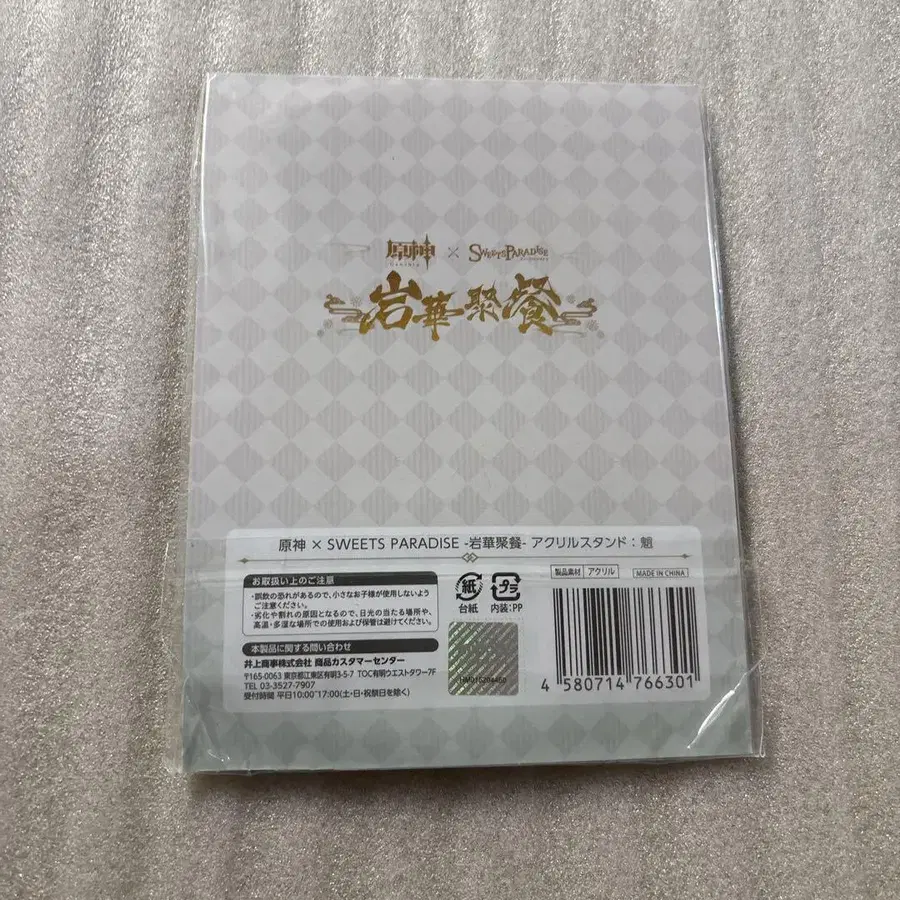 原神 × SWEETS PARADISE
Genshin
岩華聚餐
原神 × SWEETS PARADISE -岩華聚餐- アクリルスタンド：魈
お取扱い上のご注意
・誤飲の恐れがあるので、小さなお子様が使用しないよう
ご注意ください。
・劣化や割れの原因となるので、日光の当たる場所や、
高温・多湿な場所での使用および保管は避けてください。
本製品に関する問い合わせ
井上商事株式会社 商品カスタマーセンター
〒165-0063 東京都江東区有明3-5-7 TOC有明ウエストタワー7F
TEL 03-3527-7907
受付時間 平日10:00~17:00(土・日・祝祭日を除く)
紙
台紙
プラ
内装:PP
製品素材 アクリル
MADE IN CHINA
4 580714 766301